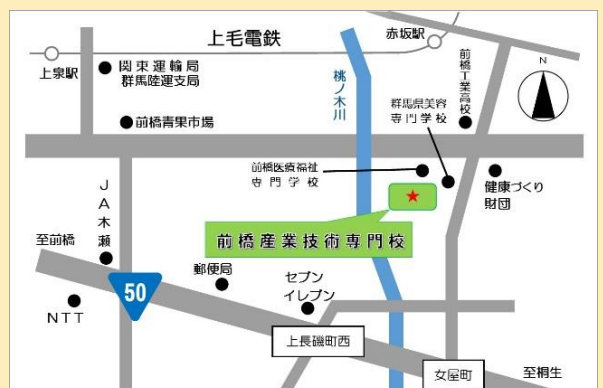 上毛電鉄
赤坂駅
上泉駅
関東運輸局
群馬陸運支局
桃ノ木川
前橋工業高校
N
群馬県美容
専門学校
前橋青果市場
前橋医療福祉
専門学校
健康づくり
財団
JA木瀬
前橋産業技術専門校
至前橋
郵便局
セブン
イレブン
50
NTT
上長磯町西
女屋町
至桐生